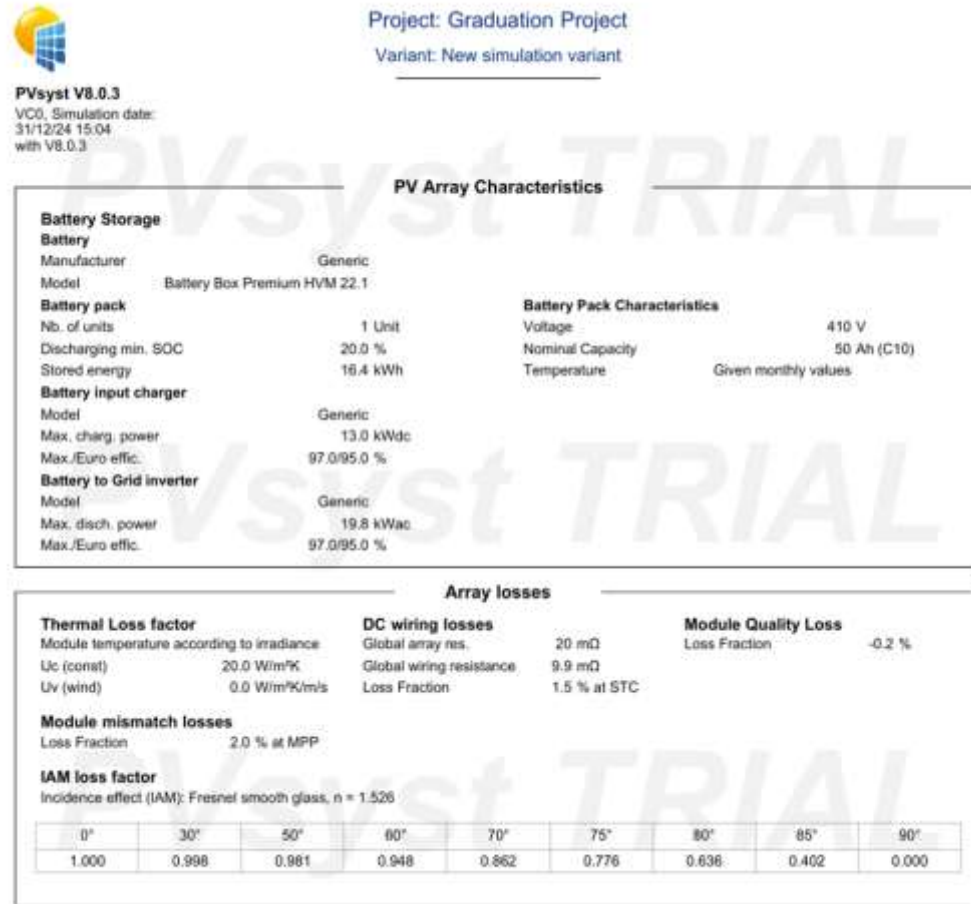 Project: Graduation Project
Variant: New simulation variant
PVsyst V8.0.3
VC0, Simulation date:
31/12/24 15:04
with V8.0.3
PVsyst TRIAL
PV Array Characteristics
Battery Storage
Battery
Manufacturer Generic
Model Battery Box Premium HVM 22.1
Battery pack Battery Pack Characteristics
Nb. of units 1 Unit Voltage 410 V
Discharging min. SOC 20.0 % Nominal Capacity 50 Ah (C10)
Stored energy 16.4 kWh Temperature Given monthly values
Battery input charger
Model Generic
Max. charg. power 13.0 kWdc
Max./Euro effic. 97.0/95.0 %
PVsyst TRIAL
Battery to Grid inverter
Model Generic
Max. disch. power 19.8 kWac
Max./Euro effic. 97.0/95.0 %
Array losses
Thermal Loss factor DC wiring losses Module Quality Loss
Module temperature according to irradiance Global array res. 20 mΩ Loss Fraction -0.2 %
Uc (const) 20.0 W/m²K Global wiring resistance 9.9 mΩ
Uv (wind) 0.0 W/m²K/m/s Loss Fraction 1.5 % at STC
Module mismatch losses
Loss Fraction 2.0 % at MPP
PVsyst TRIAL
IAM loss factor
Incidence effect (IAM): Fresnel smooth glass, n = 1.526
0° 30° 50° 60° 70° 75° 80° 85° 90°
1.000 0.998 0.981 0.948 0.862 0.776 0.636 0.402 0.000